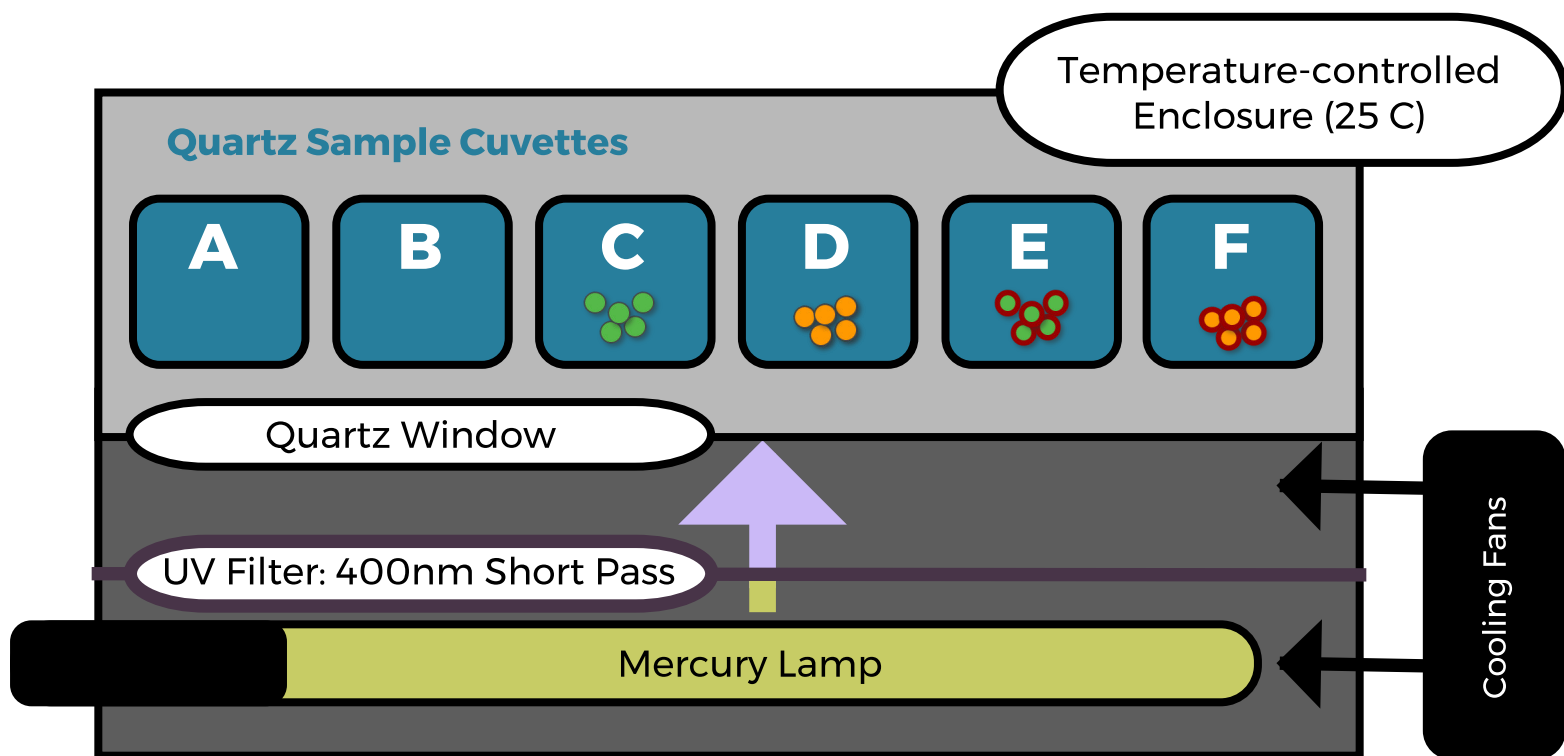 Temperature-controlled
Enclosure (25 C)
Quartz Sample Cuvettes
A B C D E F
Quartz Window
UV Filter: 400nm Short Pass
Mercury Lamp
Cooling Fans